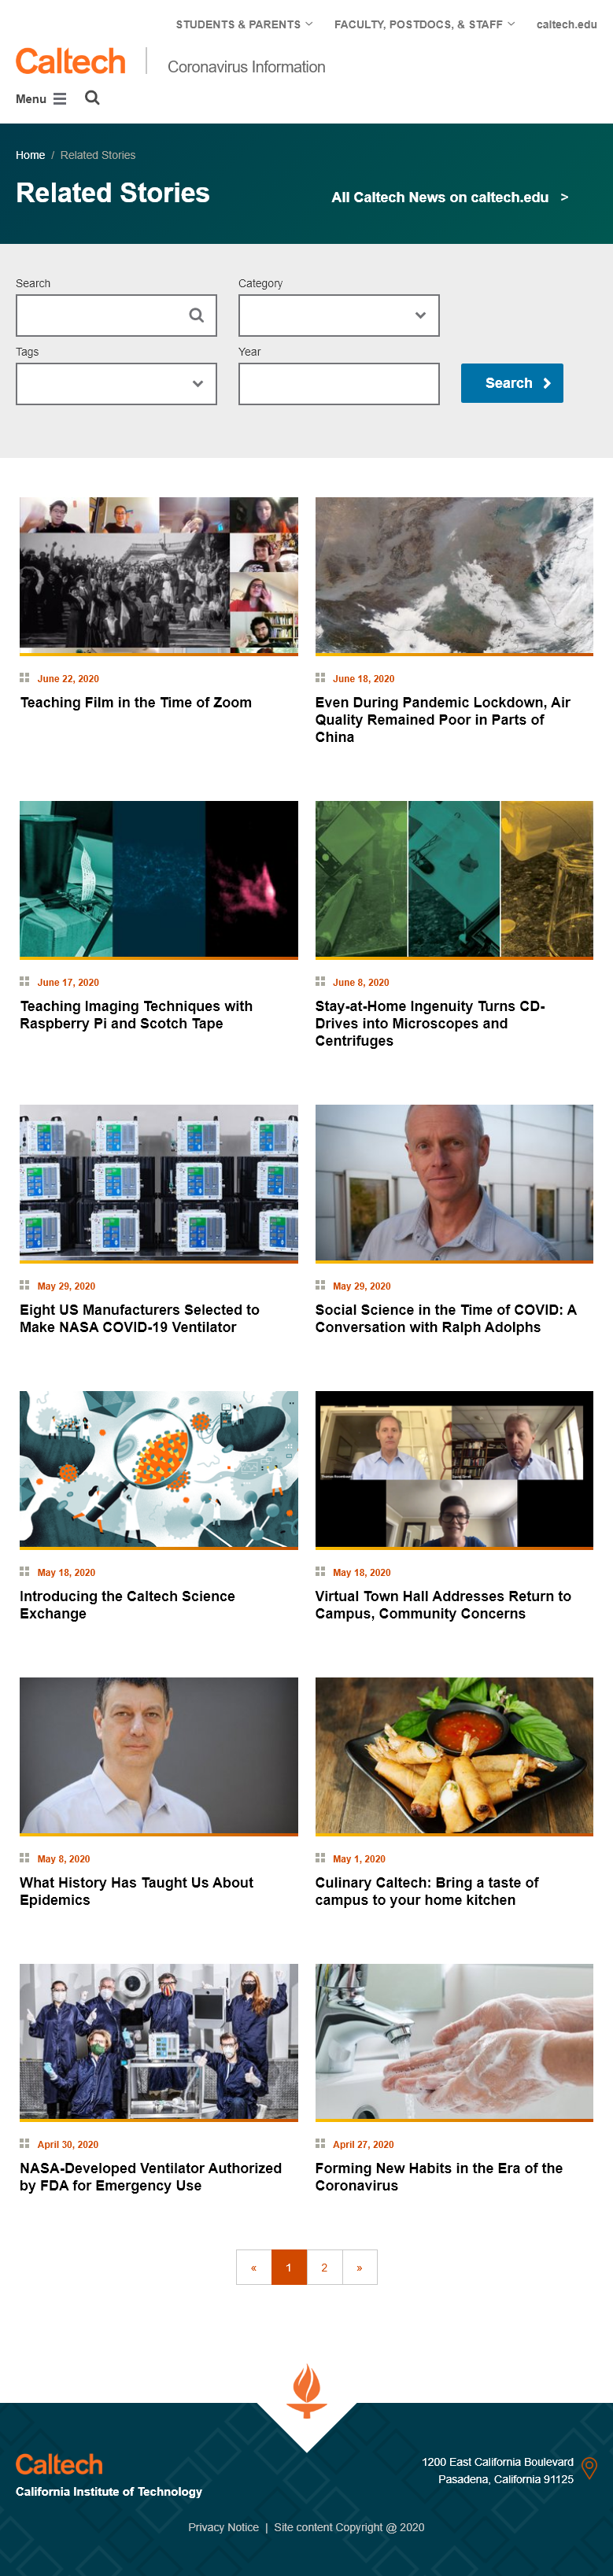 STUDENTS & PARENTS FACULTY, POSTDOCS, & STAFF caltech.edu
Caltech Coronavirus Information
Menu
Home / Related Stories
Related Stories All Caltech News on caltech.edu >
Search Category
Tags Year
Search
June 22, 2020
Teaching Film in the Time of Zoom
June 18, 2020
Even During Pandemic Lockdown, Air
Quality Remained Poor in Parts of
China
June 17, 2020
Teaching Imaging Techniques with
Raspberry Pi and Scotch Tape
June 8, 2020
Stay-at-Home Ingenuity Turns CD-
Drives into Microscopes and
Centrifuges
May 29, 2020
Eight US Manufacturers Selected to
Make NASA COVID-19 Ventilator
May 29, 2020
Social Science in the Time of COVID: A
Conversation with Ralph Adolphs
May 18, 2020
Introducing the Caltech Science
Exchange
May 18, 2020
Virtual Town Hall Addresses Return to
Campus, Community Concerns
May 8, 2020
What History Has Taught Us About
Epidemics
May 1, 2020
Culinary Caltech: Bring a taste of
campus to your home kitchen
April 30, 2020
NASA-Developed Ventilator Authorized
by FDA for Emergency Use
April 27, 2020
Forming New Habits in the Era of the
Coronavirus
« 1 2 »
Caltech
California Institute of Technology
1200 East California Boulevard
Pasadena, California 91125
Privacy Notice | Site content Copyright @ 2020